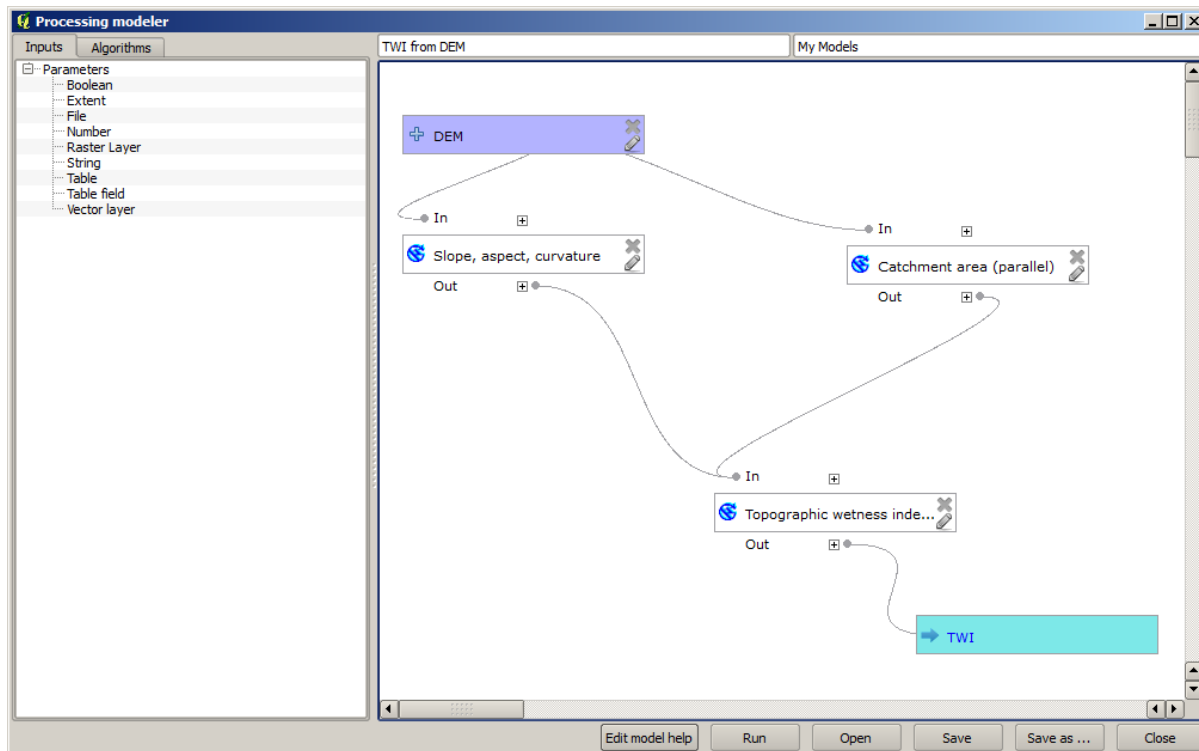 Processing modeler
Inputs
Algorithms
TWI from DEM
My Models
Parameters
Boolean
Extent
File
Number
Raster Layer
String
Table
Table field
Vector layer
DEM
In
In
Slope, aspect, curvature
Catchment area (parallel)
Out
Out
In
Topographic wetness inde...
Out
TWI
Edit model help
Run
Open
Save
Save as ...
Close